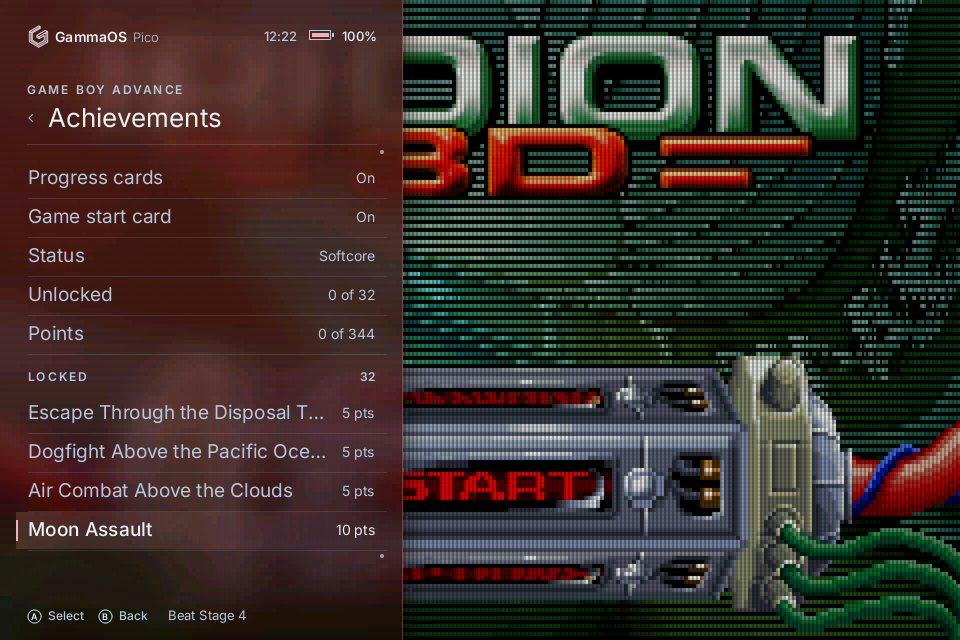 GammaOS Pico 12:22 100%
GAME BOY ADVANCE
Achievements
Progress cards On
Game start card On
Status Softcore
Unlocked 0 of 32
Points 0 of 344
LOCKED 32
Escape Through the Disposal T... 5 pts
Dogfight Above the Pacific Oce... 5 pts
Air Combat Above the Clouds 5 pts
Moon Assault 10 pts
A Select B Back Beat Stage 4
DION
3D
START